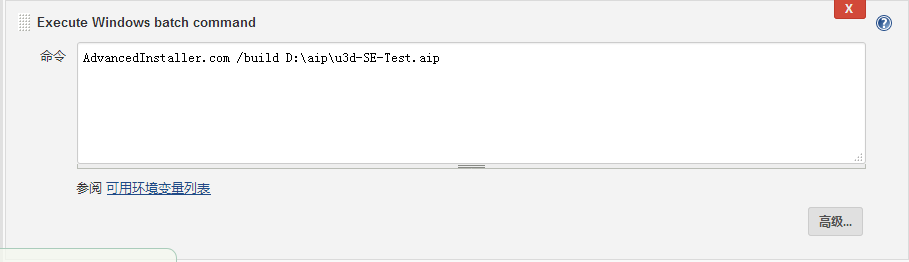 X
Execute Windows batch command
命令
AdvancedInstaller.com /build D:\aip\u3d-SE-Test.aip
参阅 可用环境变量列表
高级...